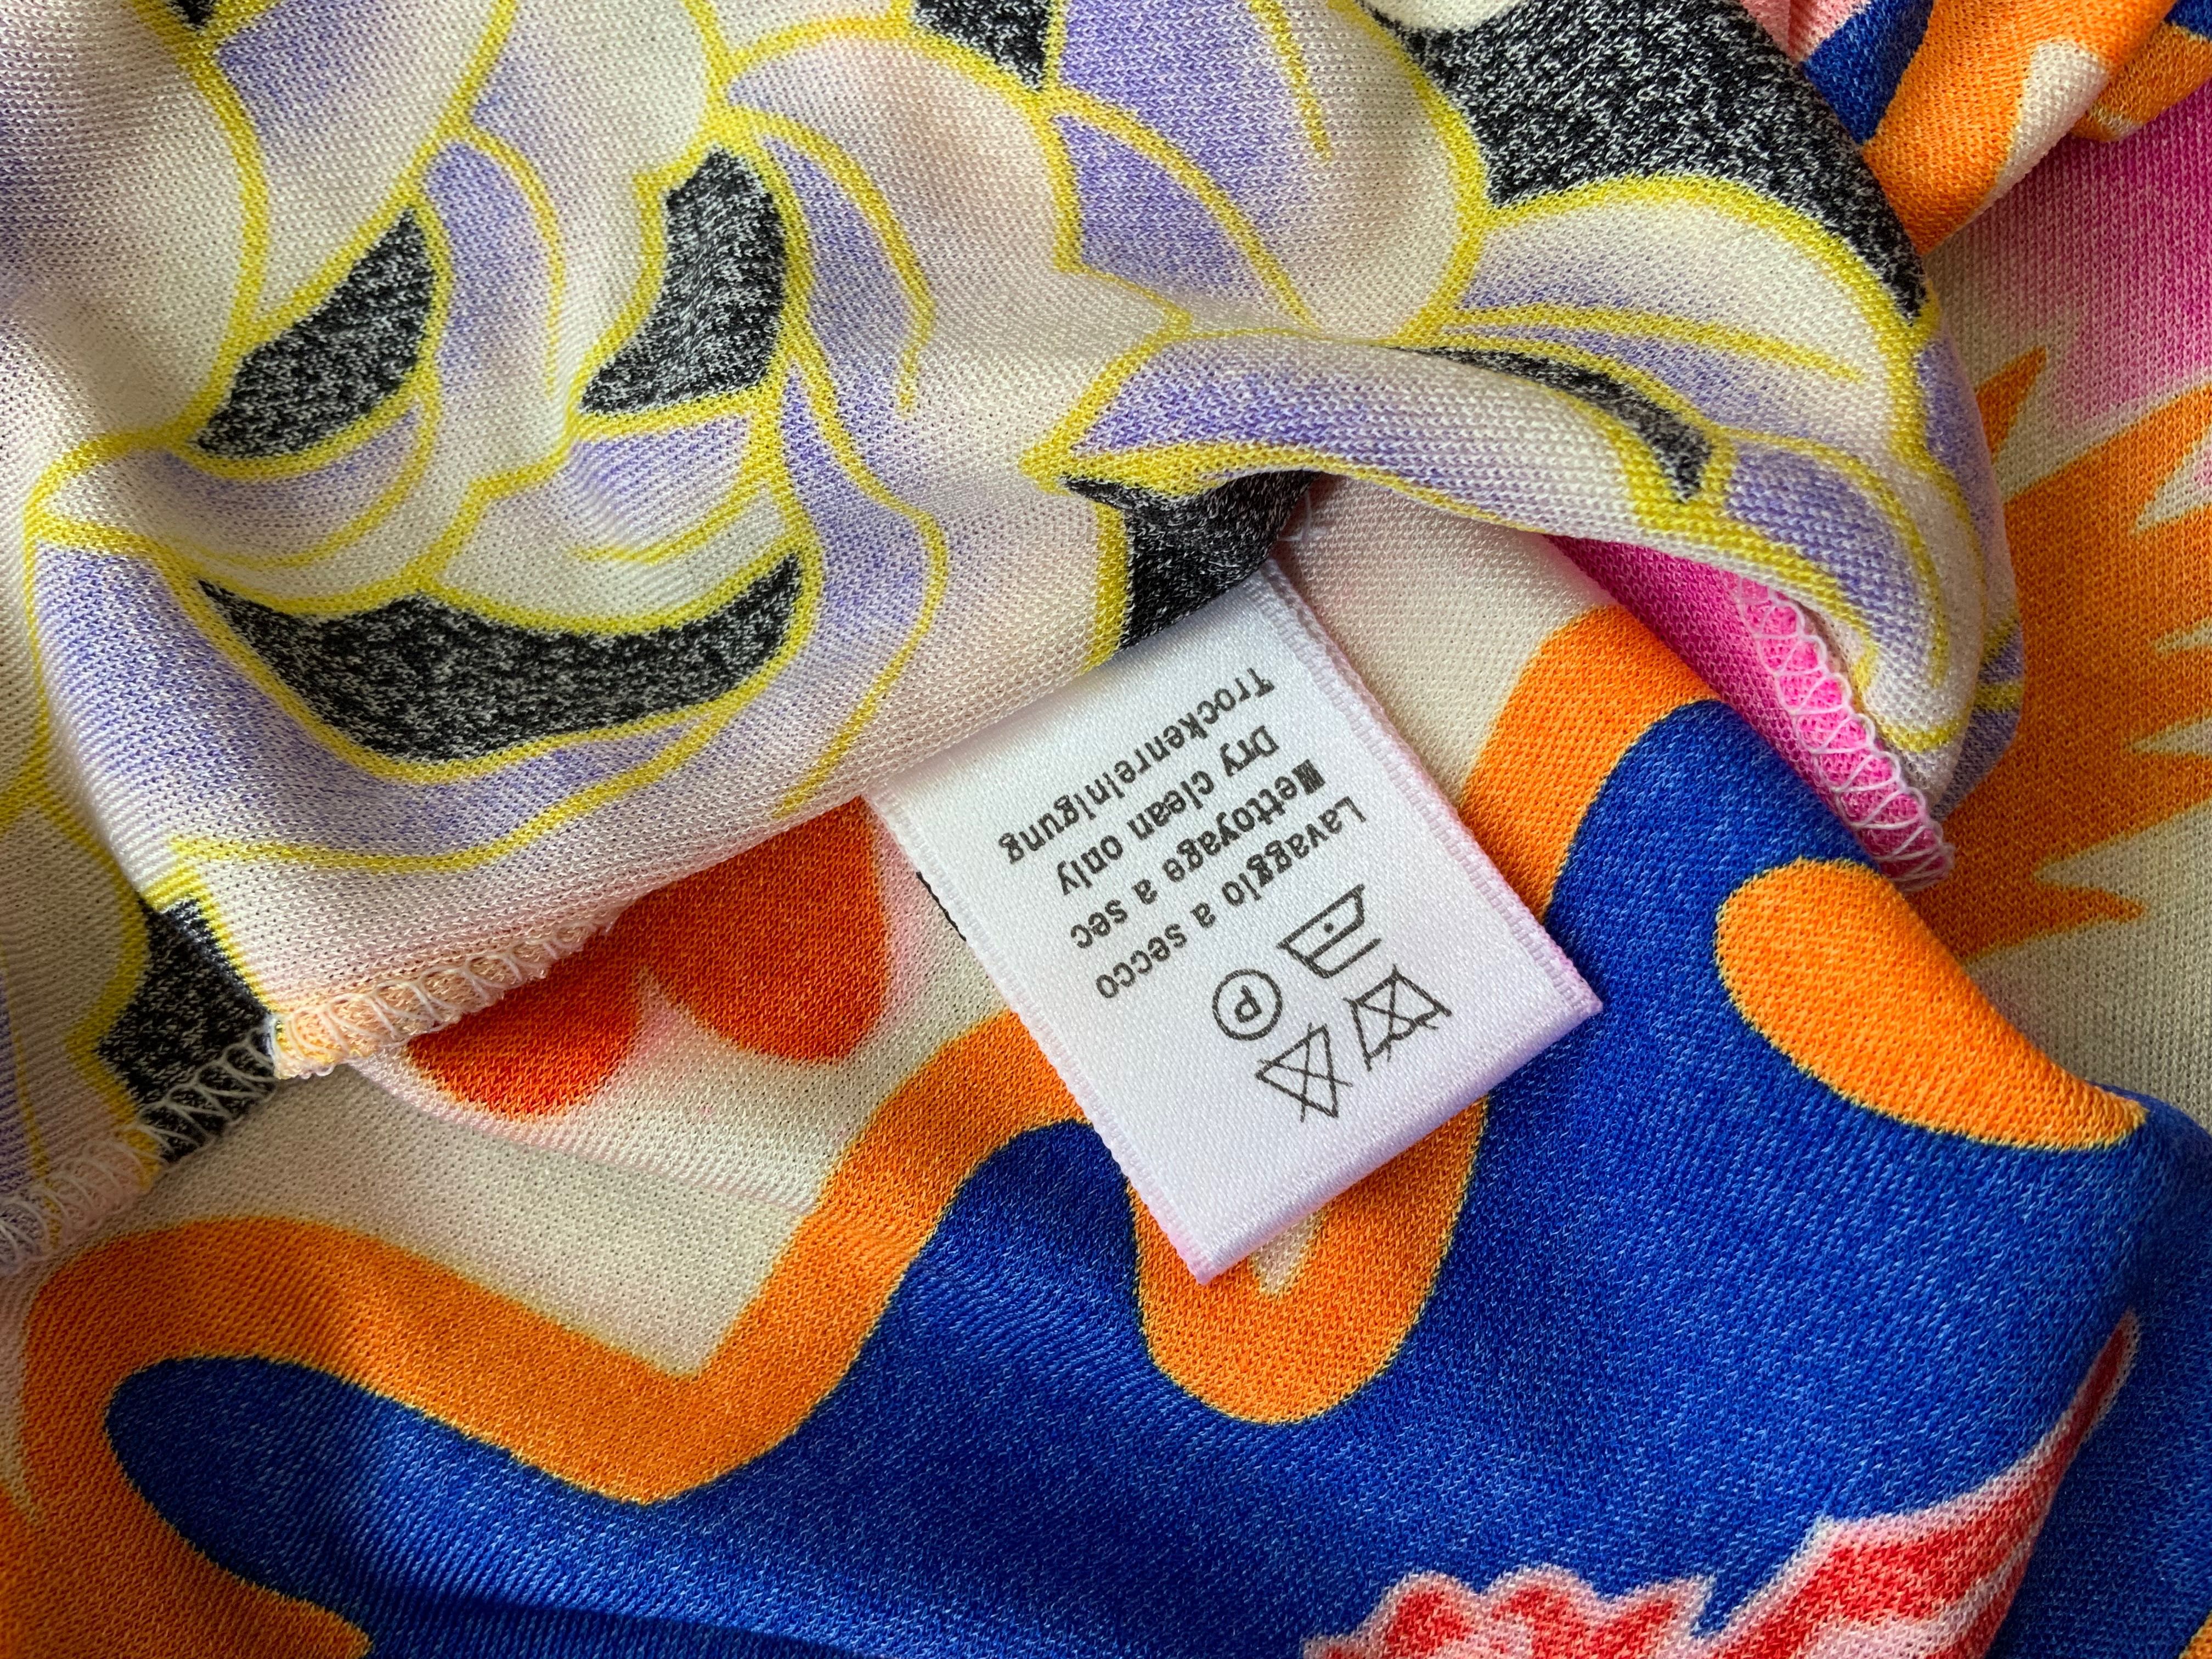 Trockenreinigung
Dry clean only
Nettoyage a sec
Lavaggio a secco
P